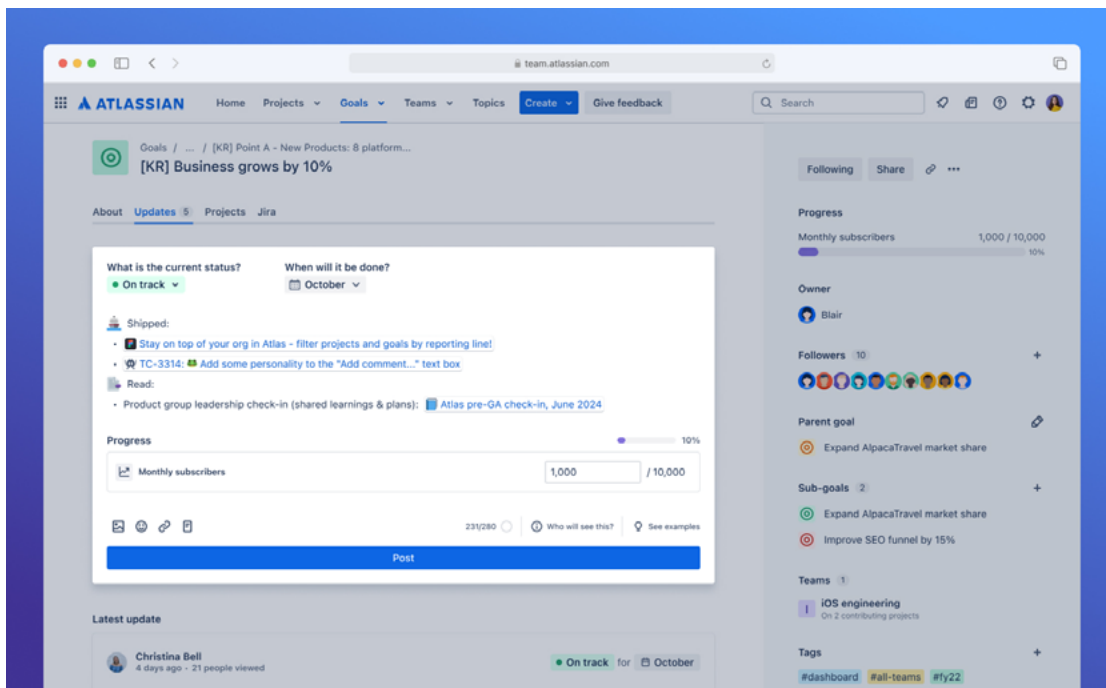 team.atlassian.com
ATLASSIAN Home Projects Goals Teams Topics Create Give feedback Search
Goals / ... / [KR] Point A - New Products: 8 platform...
[KR] Business grows by 10%
Following Share
About Updates 5 Projects Jira
What is the current status? When will it be done?
On track October
Shipped:
Stay on top of your org in Atlas - filter projects and goals by reporting line!
TC-3314: Add some personality to the "Add comment..." text box
Read:
Product group leadership check-in (shared learnings & plans): Atlas pre-GA check-in, June 2024
Progress 10%
Monthly subscribers 1,000 / 10,000
231/280 Who will see this? See examples
Post
Latest update
Christina Bell
4 days ago - 21 people viewed
On track for October
Progress
Monthly subscribers 1,000 / 10,000
10%
Owner
Blair
Followers 10
Parent goal
Expand AlpacaTravel market share
Sub-goals 2
Expand AlpacaTravel market share
Improve SEO funnel by 15%
Teams 1
I iOS engineering
On 2 contributing projects
Tags
#dashboard #all-teams #fy22